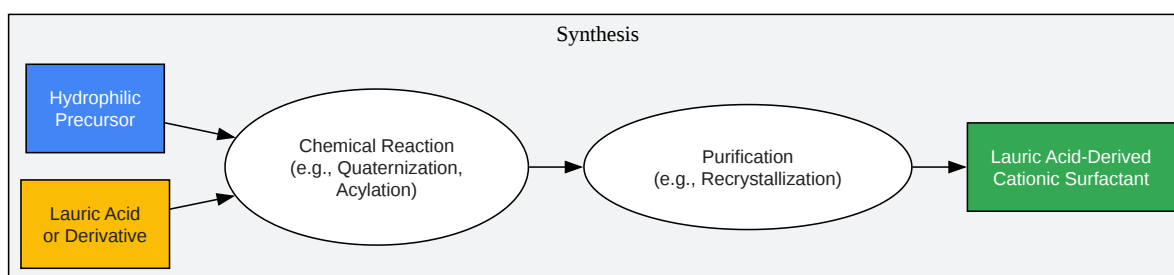 Synthesis
Hydrophilic
Precursor
Lauric Acid
or Derivative
Chemical Reaction
(e.g., Quaternization,
Acylation)
Purification
(e.g., Recrystallization)
Lauric Acid-Derived
Cationic Surfactant